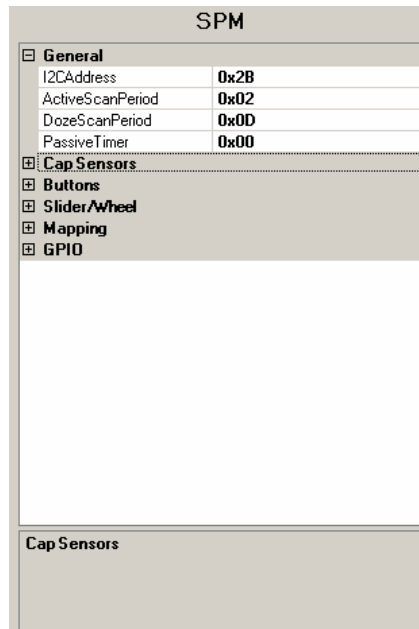 SPM
General
I2CAddress 0x2B
ActiveScanPeriod 0x02
DozeScanPeriod 0x0D
PassiveTimer 0x00
Cap Sensors
Buttons
Slider/Wheel
Mapping
GPIO
Cap Sensors